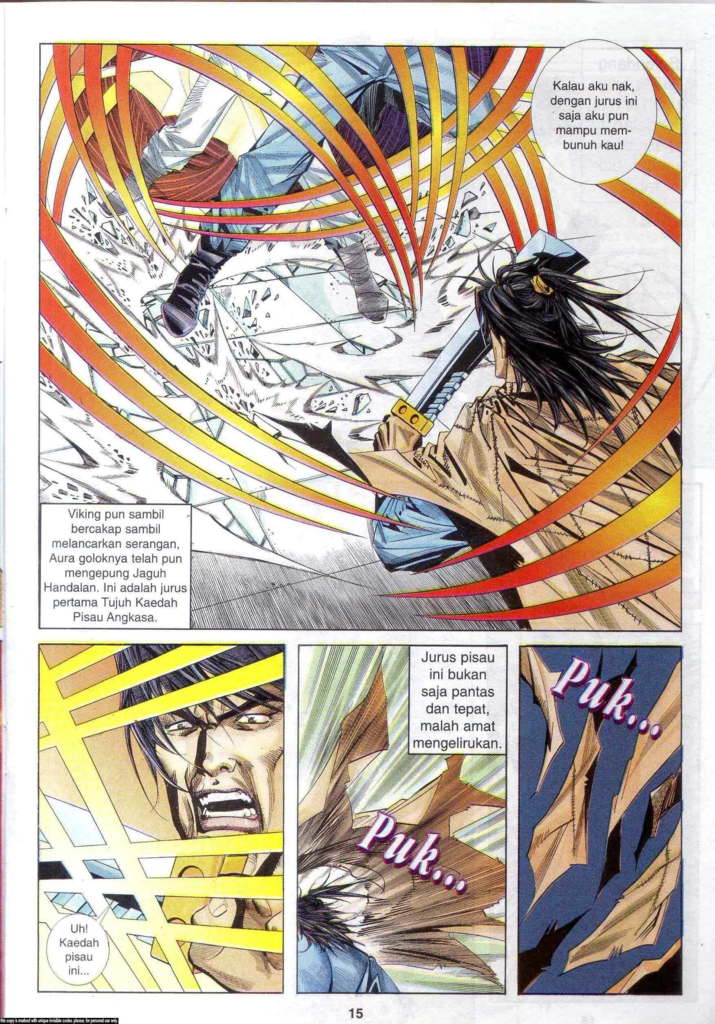 Kalau aku nak,
dengan jurus ini
saja aku pun
mampu mem-
bunuh kau!
Viking pun sambil
bercakap sambil
melancarkan serangan,
Aura goloknya telah pun
mengepung Jaguh
Handalan. Ini adalah jurus
pertama Tujuh Kaedah
Pisau Angkasa.
Uh!
Kaedah
pisau
ini...
Jurus pisau
ini bukan
saja pantas
dan tepat,
malah amat
mengelirukan.
Puk...
Puk...
15